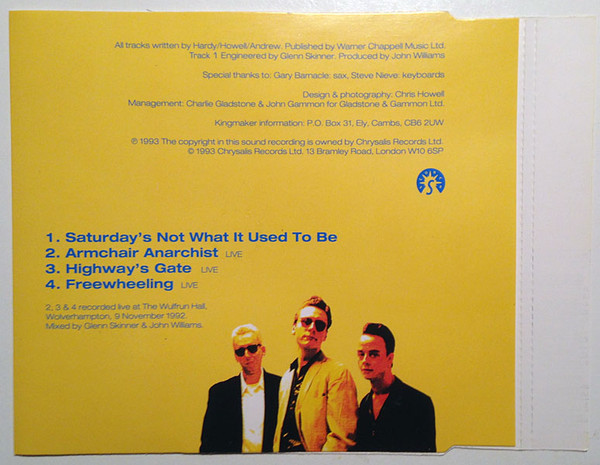 All tracks written by Hardy/Howell/Andrew. Published by Warner Chappell Music Ltd.
Track 1 Engineered by Glenn Skinner. Produced by John Williams
Special thanks to: Gary Barnacle: sax, Steve Nieve: keyboards
Design & photography: Chris Howell
Management: Charlie Gladstone & John Gammon for Gladstone & Gammon Ltd.
Kingmaker information: P.O. Box 31, Ely, Cambs, CB6 2UW
℗ 1993 The copyright in this sound recording is owned by Chrysalis Records Ltd.
© 1993 Chrysalis Records Ltd. 13 Bramley Road, London W10 6SP
1. Saturday's Not What It Used To Be
2. Armchair Anarchist LIVE
3. Highway's Gate LIVE
4. Freewheeling LIVE
2, 3 & 4 recorded live at The Wulfrun Hall,
Wolverhampton, 9 November 1992.
Mixed by Glenn Skinner & John Williams.